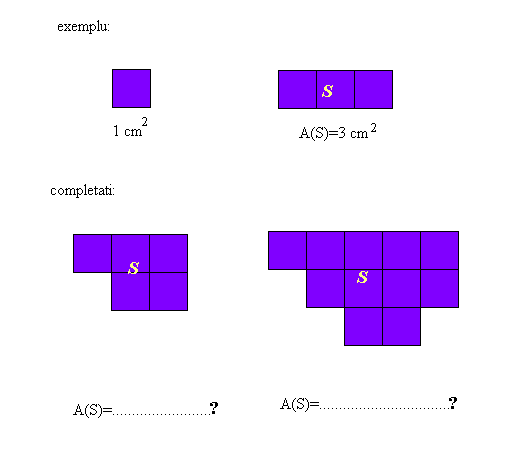 exemplu:
S
1 cm²
A(S)=3 cm²
completati:
S
S
A(S)=.........................?
A(S)=.................................?